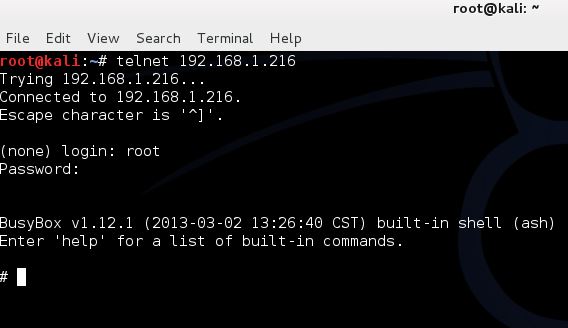 root@kali: ~
File Edit View Search Terminal Help
root@kali:~# telnet 192.168.1.216
Trying 192.168.1.216...
Connected to 192.168.1.216.
Escape character is '^]'.
(none) login: root
Password:
BusyBox v1.12.1 (2013-03-02 13:26:40 CST) built-in shell (ash)
Enter 'help' for a list of built-in commands.
#